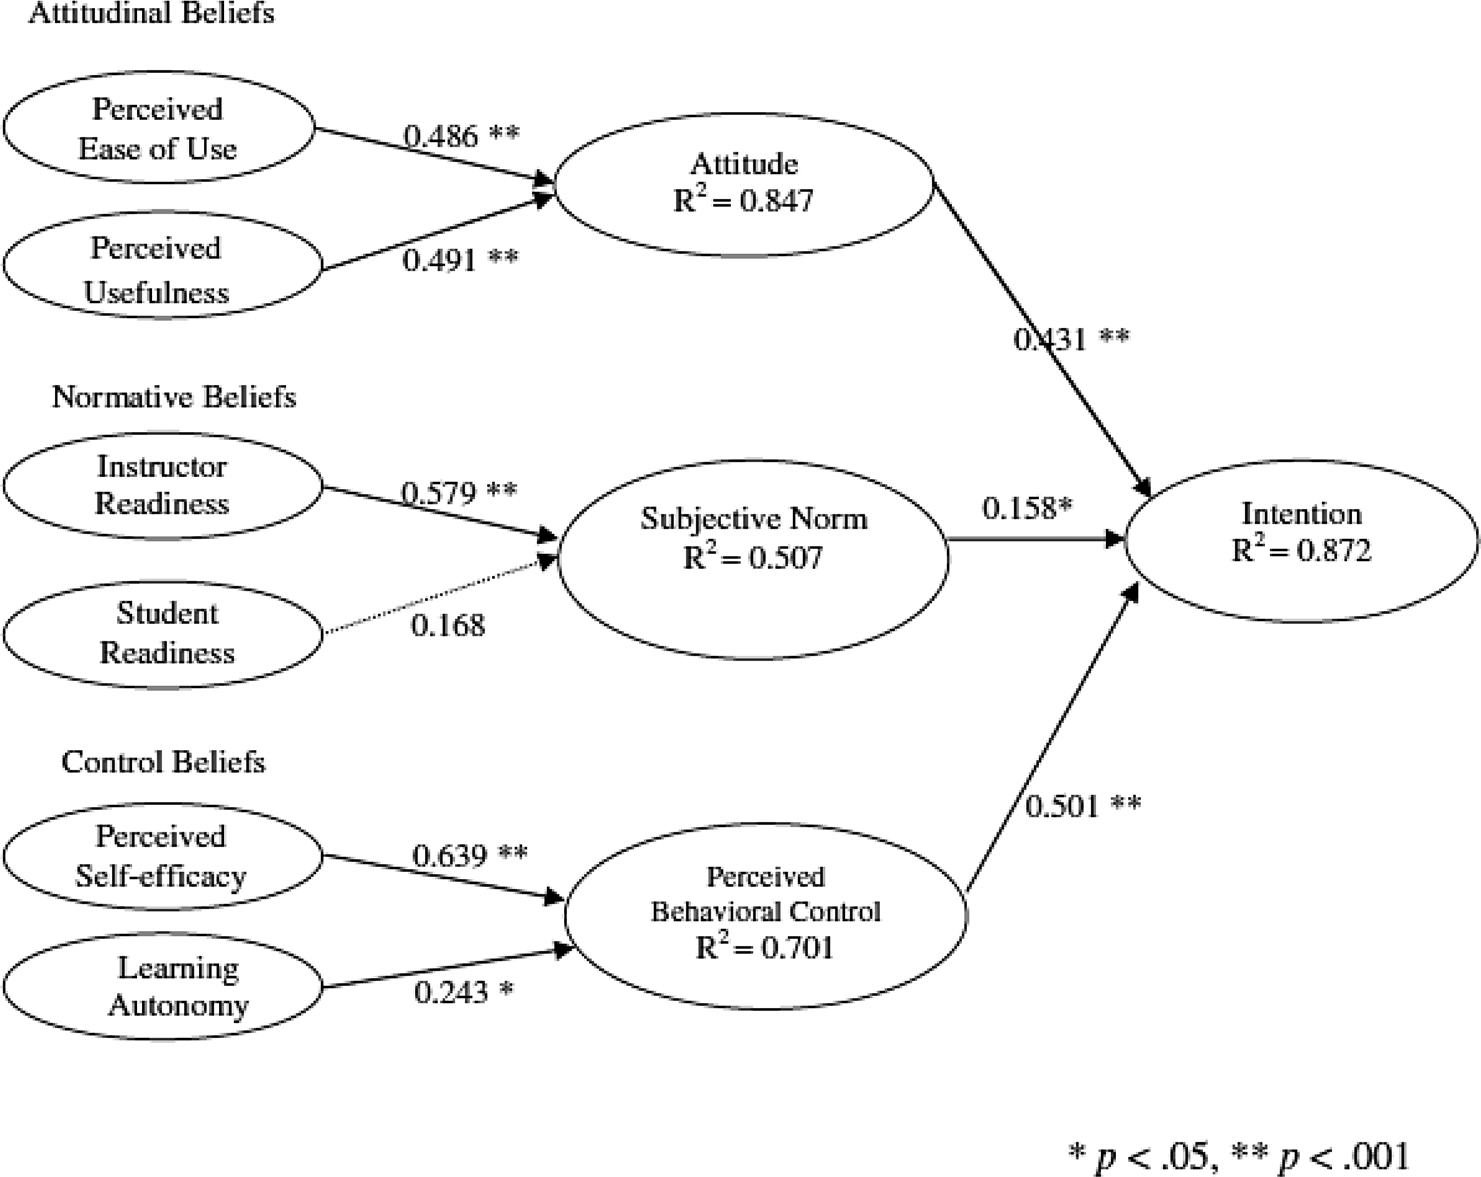 Attitudinal Beliefs
Perceived
Ease of Use
0.486 **
Attitude
R² = 0.847
Perceived
Usefulness
0.491 **
0.431 **
Normative Beliefs
Instructor
Readiness
0.579 **
Subjective Norm
R² = 0.507
0.158*
Intention
R² = 0.872
Student
Readiness
0.168
Control Beliefs
Perceived
Self-efficacy
0.639 **
Perceived
Behavioral Control
R² = 0.701
0.501 **
Learning
Autonomy
0.243 *
* p < .05, ** p < .001